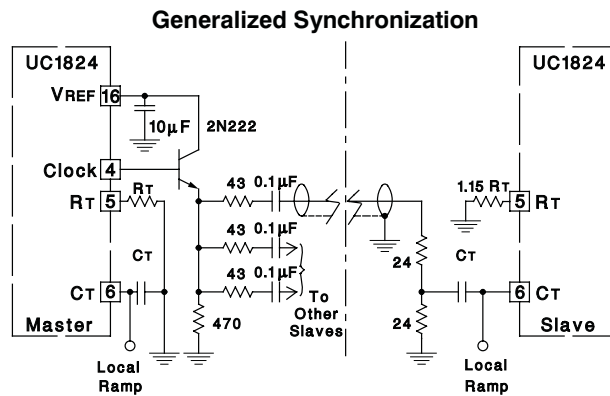 Generalized Synchronization
UC1824
UC1824
VREF 16
10µF
2N222
Clock 4
RT 5
RT
43 0.1µF
1.15 RT
5 RT
43 0.1µF
CT
24
CT
43 0.1µF
CT 6
6 CT
To
Other
Slaves
24
470
Master
Slave
Local
Ramp
Local
Ramp